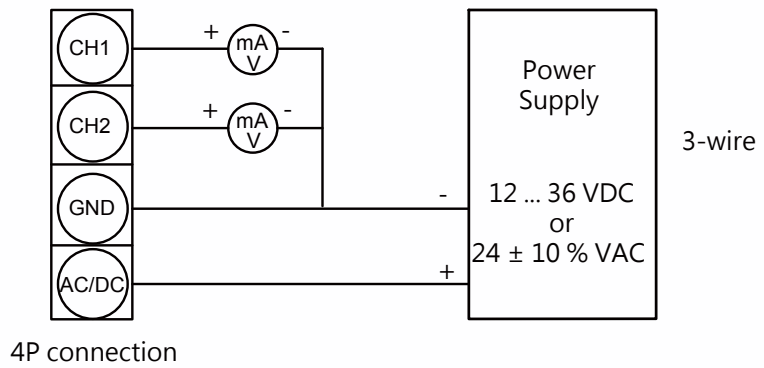 CH1
+
mA
V
-
CH2
+
mA
V
-
GND
-
AC/DC
+
Power
Supply
12 ... 36 VDC
or
24 ± 10 % VAC
3-wire
4P connection